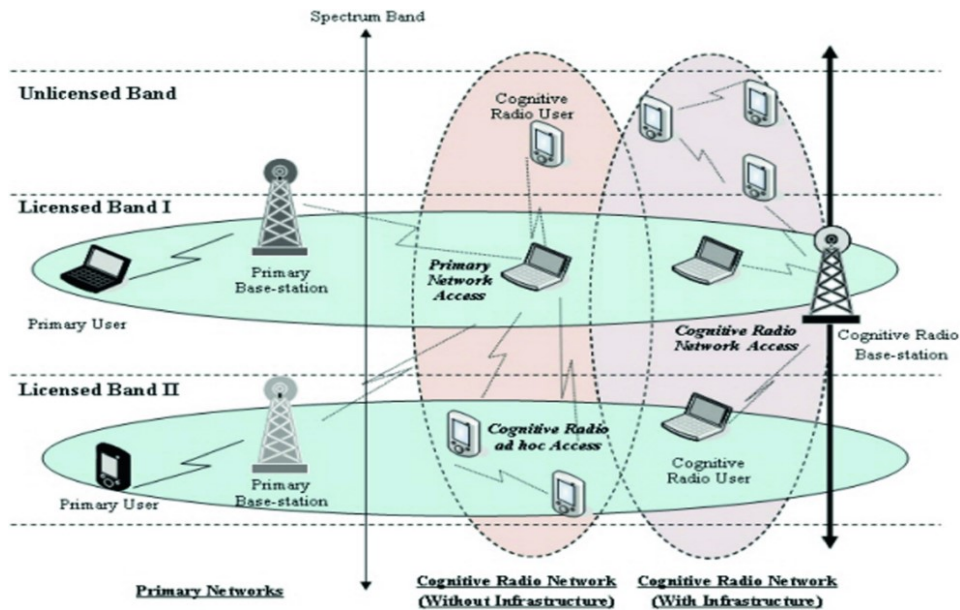 Spectrum Band
Unlicensed Band
Cognitive
Radio User
Licensed Band I
Primary
Base-station
Primary User
Primary
Network
Access
Cognitive Radio
Network Access
Cognitive Radio
Base-station
Licensed Band II
Primary
Base-station
Primary User
Cognitive Radio
ad hoc Access
Cognitive
Radio User
Primary Networks
Cognitive Radio Network
(Without Infrastructure)
Cognitive Radio Network
(With Infrastructure)